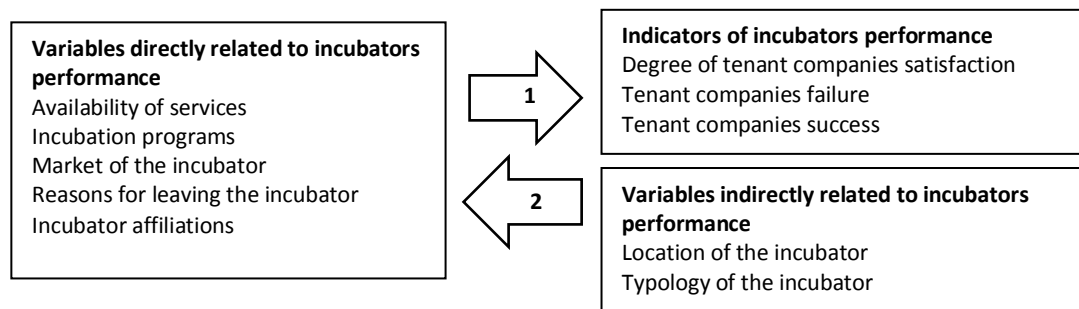 Variables directly related to incubators
performance
Availability of services
Incubation programs
Market of the incubator
Reasons for leaving the incubator
Incubator affiliations
1
2
Indicators of incubators performance
Degree of tenant companies satisfaction
Tenant companies failure
Tenant companies success
Variables indirectly related to incubators
performance
Location of the incubator
Typology of the incubator